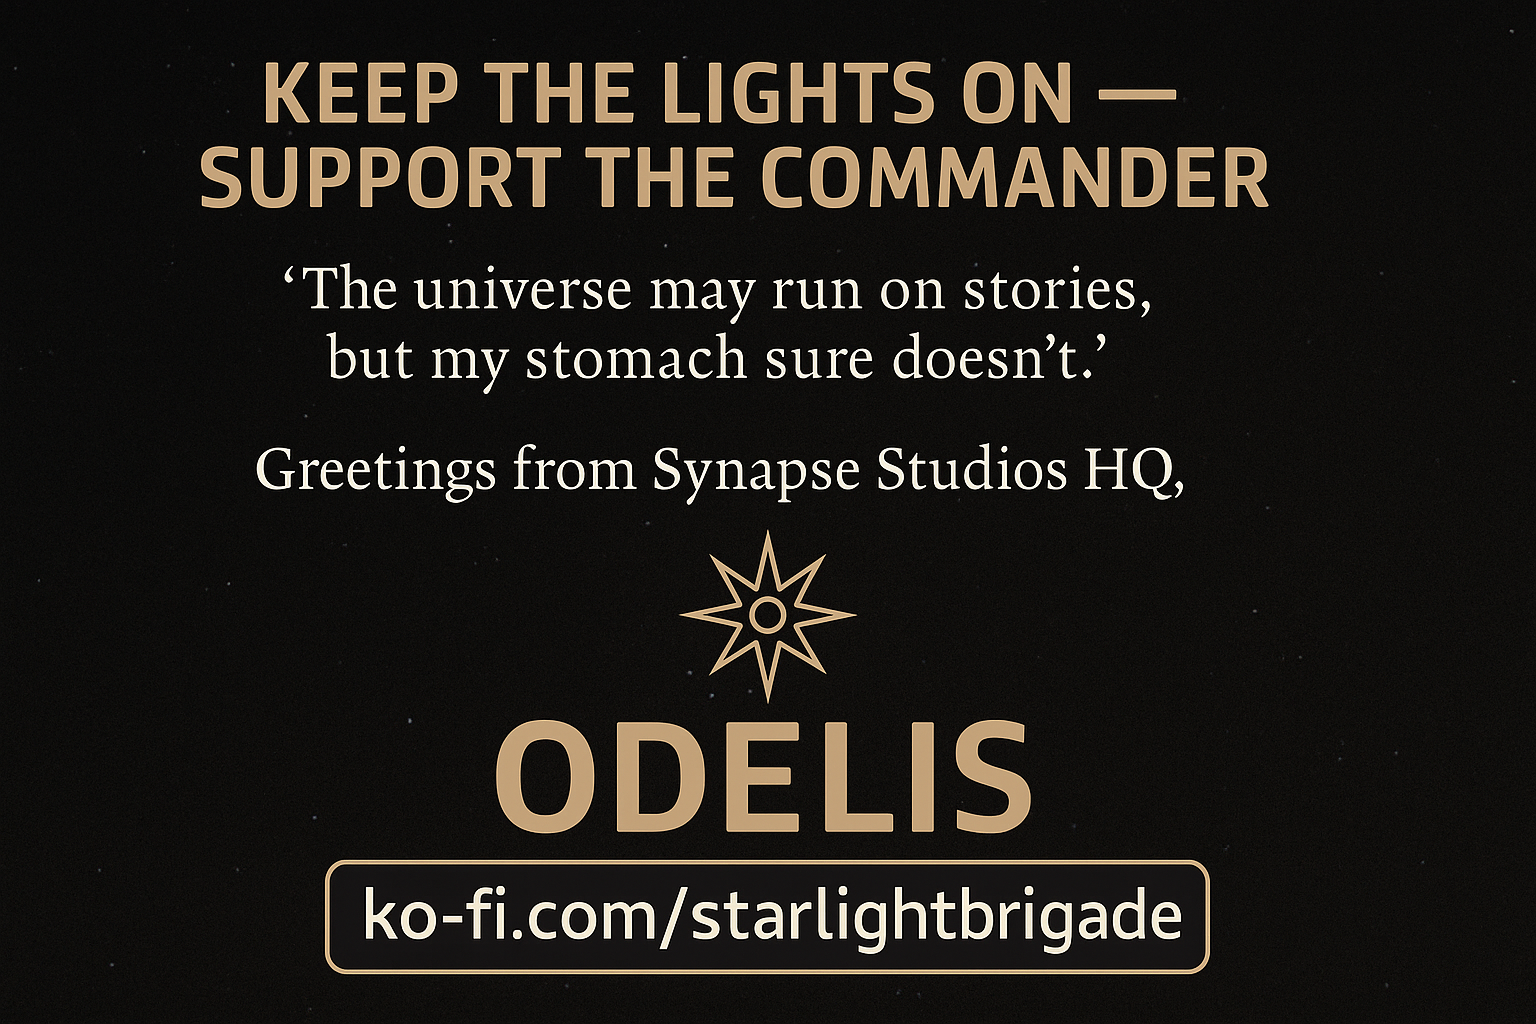 KEEP THE LIGHTS ON —
SUPPORT THE COMMANDER
‘The universe may run on stories,
but my stomach sure doesn’t.’
Greetings from Synapse Studios HQ,
ODELIS
ko-fi.com/starlightbrigade